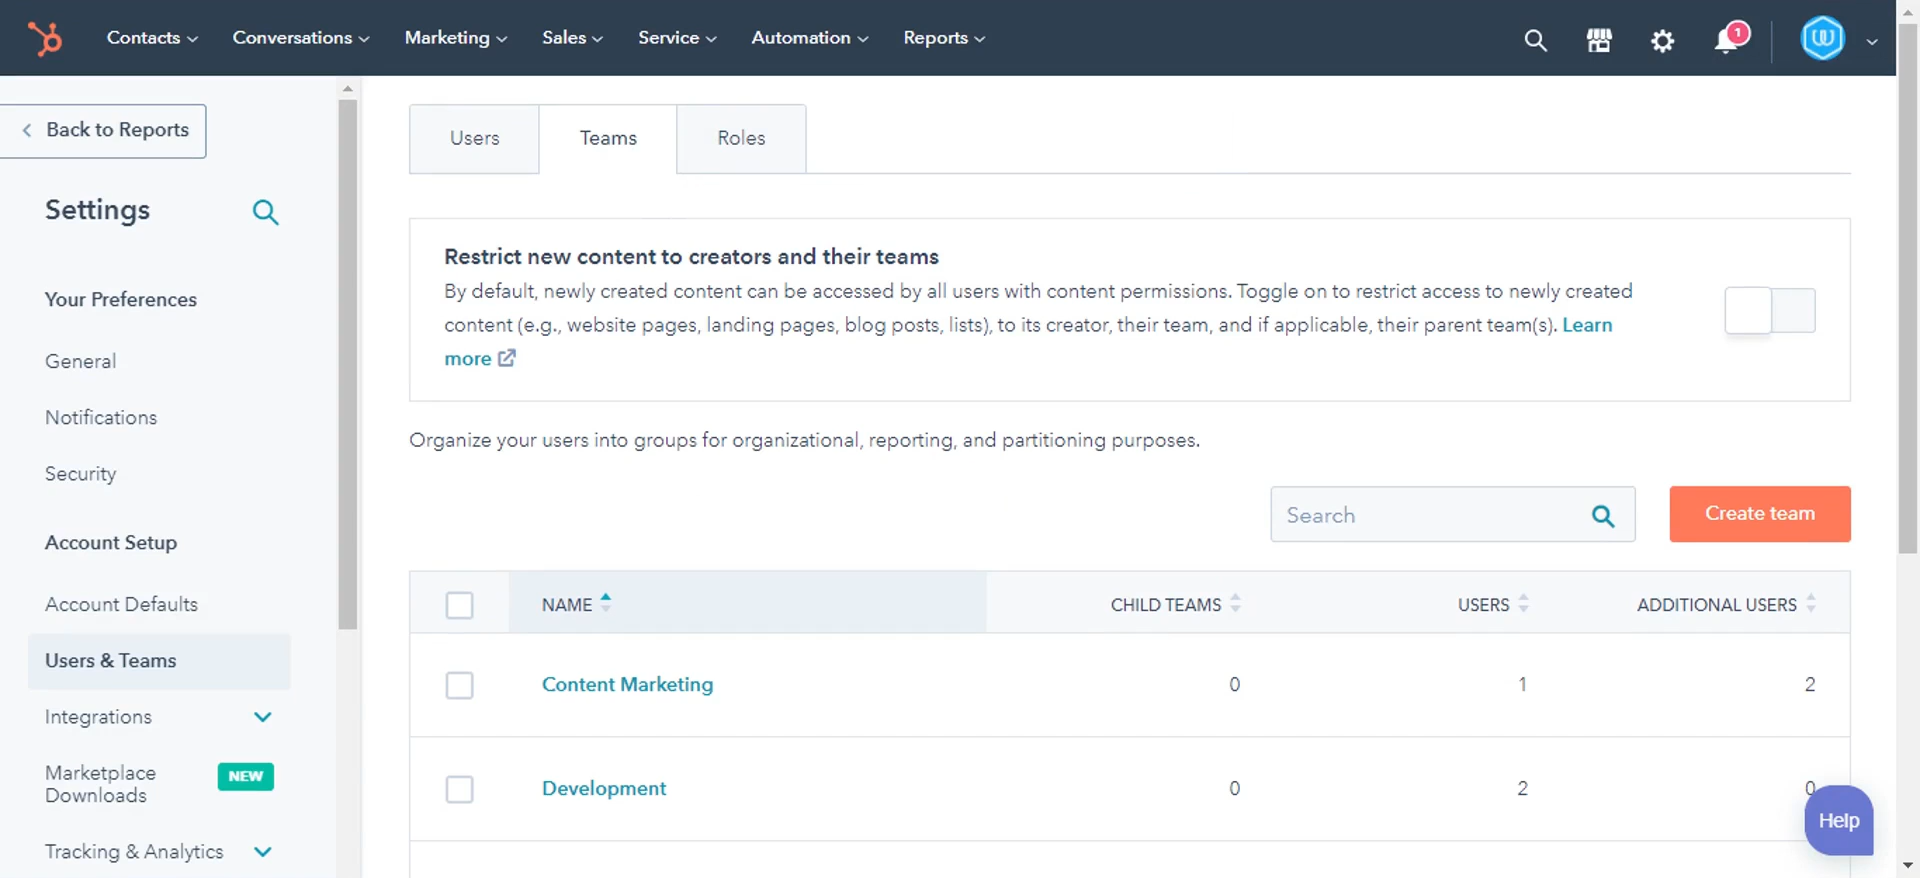 Contacts
Conversations
Marketing
Sales
Service
Automation
Reports
1
Back to Reports
Settings
Your Preferences
General
Notifications
Security
Account Setup
Account Defaults
Users & Teams
Integrations
Marketplace
Downloads
NEW
Tracking & Analytics
Users
Teams
Roles
Restrict new content to creators and their teams
By default, newly created content can be accessed by all users with content permissions. Toggle on to restrict access to newly created
content (e.g., website pages, landing pages, blog posts, lists), to its creator, their team, and if applicable, their parent team(s). Learn
more
Organize your users into groups for organizational, reporting, and partitioning purposes.
Search
Create team
NAME CHILD TEAMS USERS ADDITIONAL USERS
Content Marketing 0 1 2
Development 0 2 0
Help